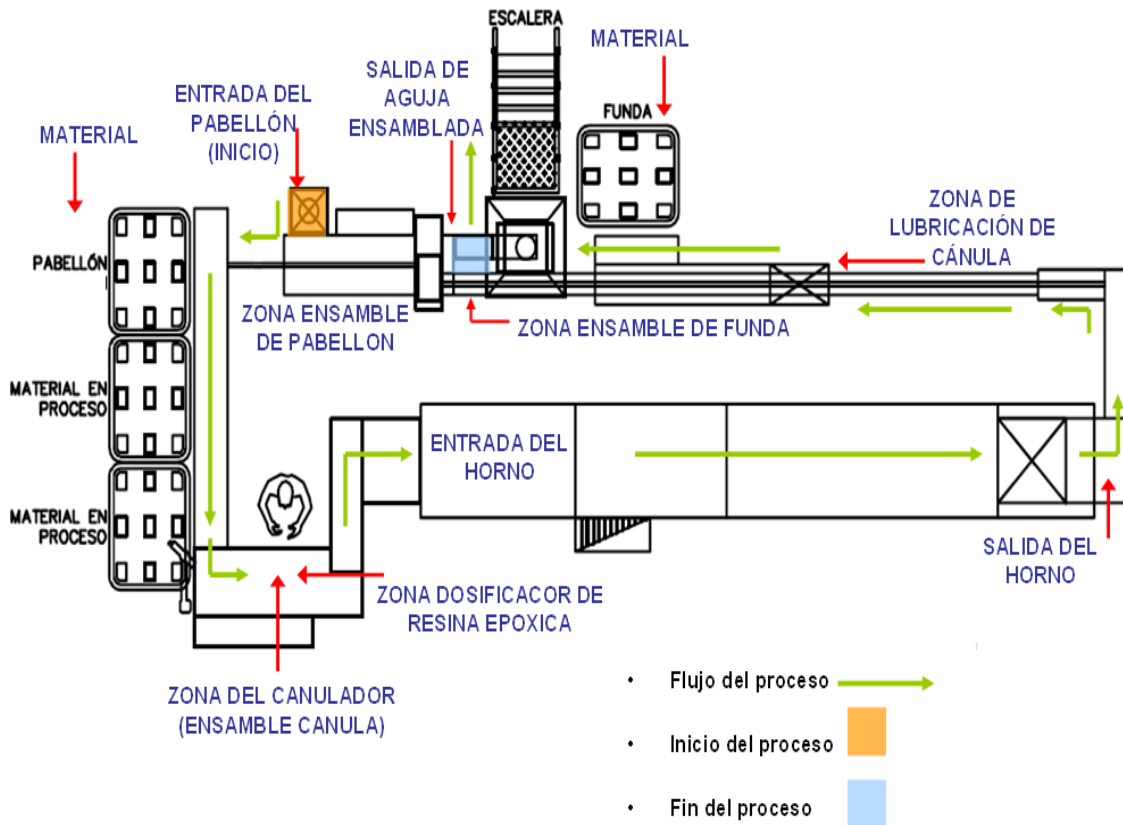 ESCALERA
MATERIAL
SALIDA DE
AGUJA
ENSAMBLADA
ENTRADA DEL
PABELLÓN
(INICIO)
MATERIAL
FUNDA
ZONA DE
LUBRICACIÓN DE
CÁNULA
PABELLÓN
ZONA ENSAMBLE
DE PABELLON
ZONA ENSAMBLE DE FUNDA
MATERIAL EN
PROCESO
ENTRADA DEL
HORNO
MATERIAL EN
PROCESO
SALIDA DEL
HORNO
ZONA DOSIFICACOR DE
RESINA EPOXICA
ZONA DEL CANULADOR
(ENSAMBLE CANULA)
• Flujo del proceso
• Inicio del proceso
• Fin del proceso